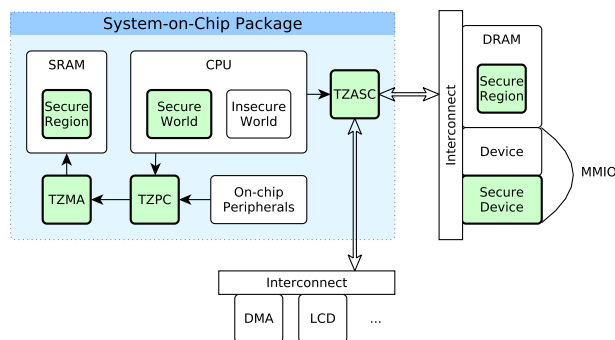 System-on-Chip Package
SRAM
Secure
Region
CPU
Secure
World
Insecure
World
TZASC
TZMA
TZPC
On-chip
Peripherals
Interconnect
DRAM
Secure
Region
Device
Secure
Device
MMIO
Interconnect
DMA
LCD
...